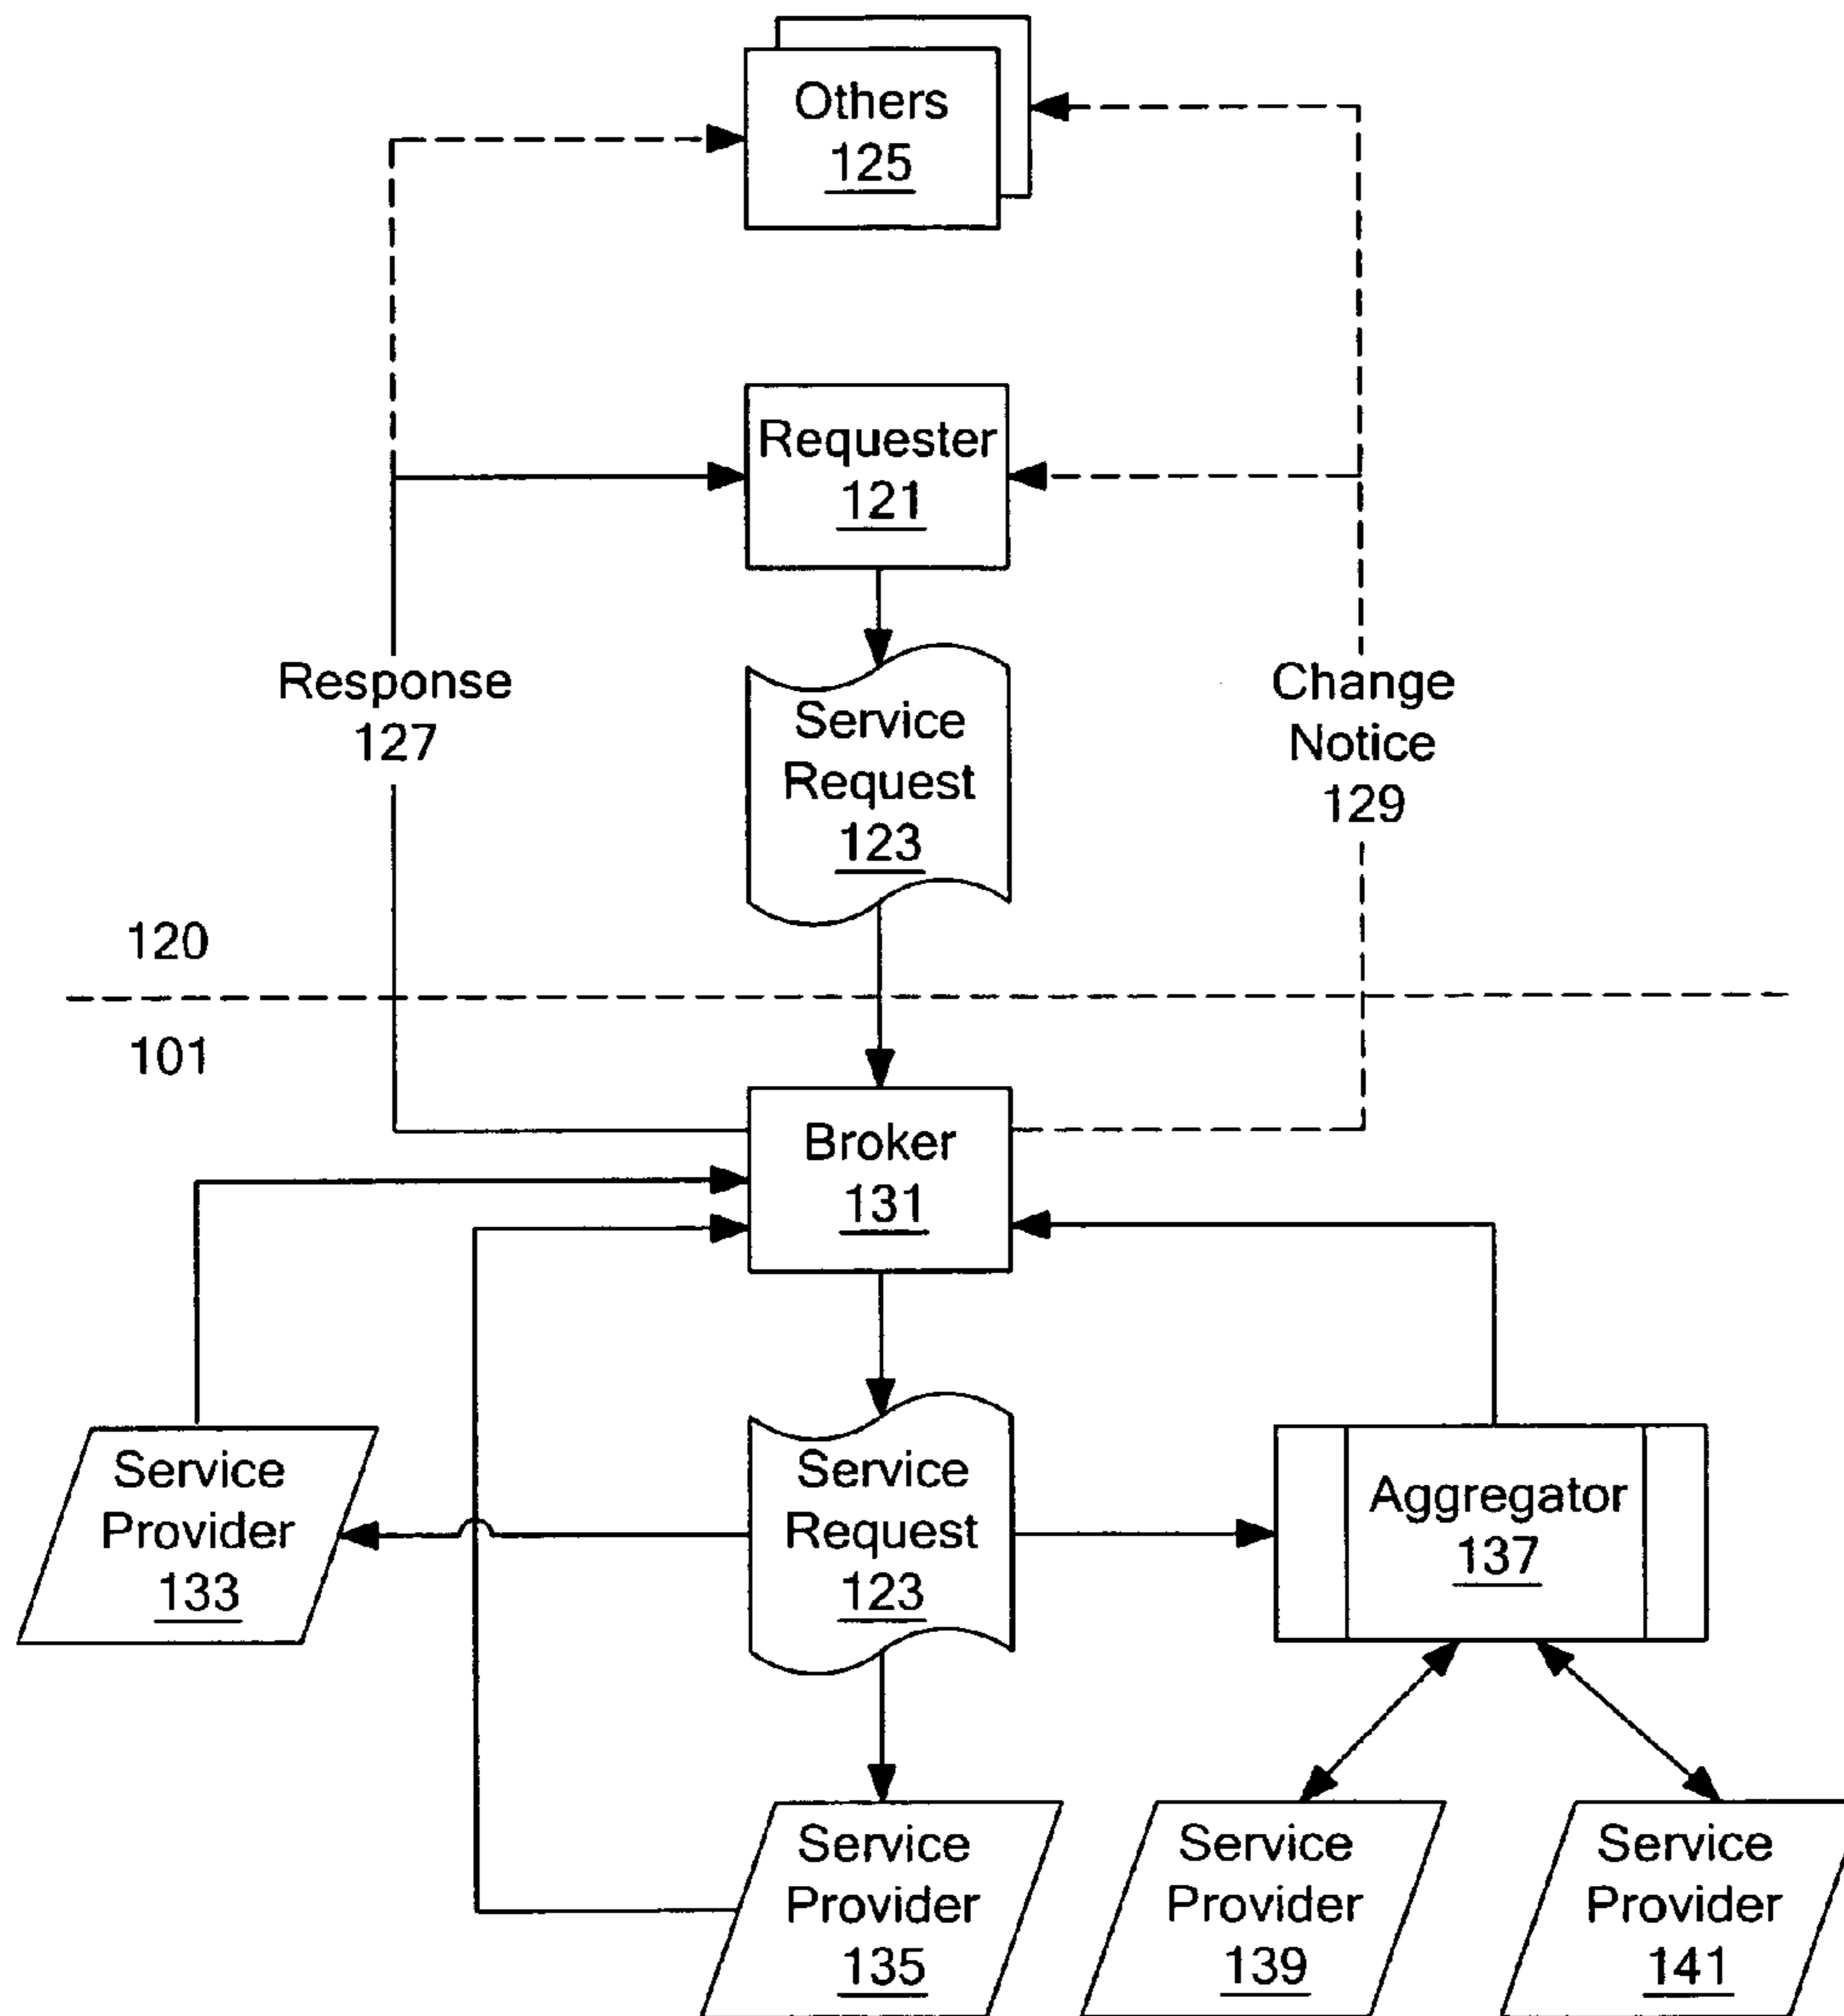 Others
125
Requester
121
Response
127
Service
Request
123
Change
Notice
129
120
101
Broker
131
Service
Provider
133
Service
Request
123
Aggregator
137
Service
Provider
135
Service
Provider
139
Service
Provider
141